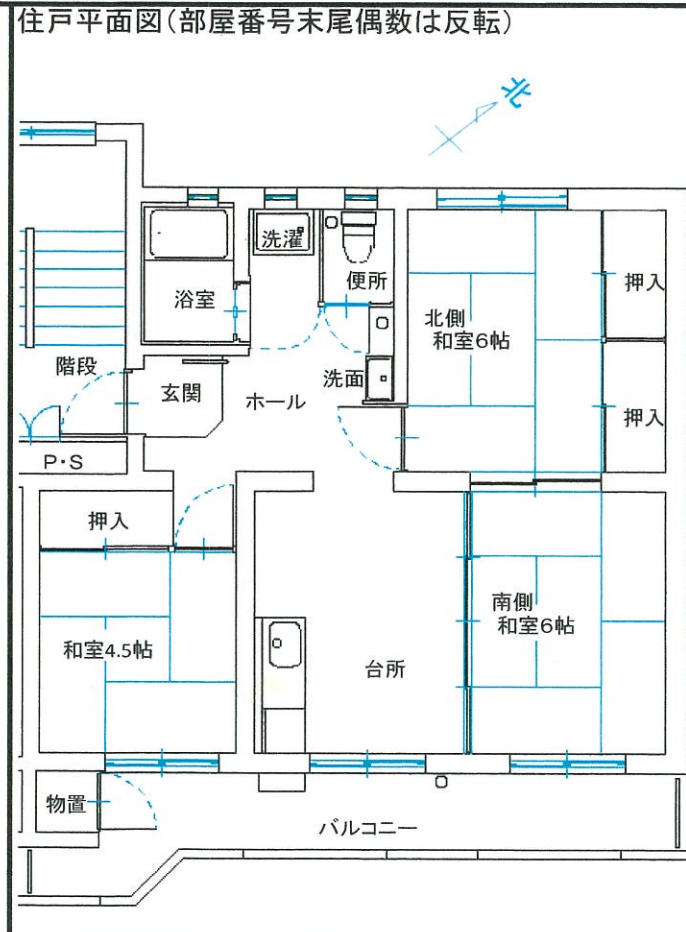 住戸平面図(部屋番号末尾偶数は反転)
北
洗濯
便所
浴室
北側
和室6帖
押入
階段
玄関
ホール
洗面
押入
P・S
押入
南側
和室6帖
和室4.5帖
台所
物置
バルコニー